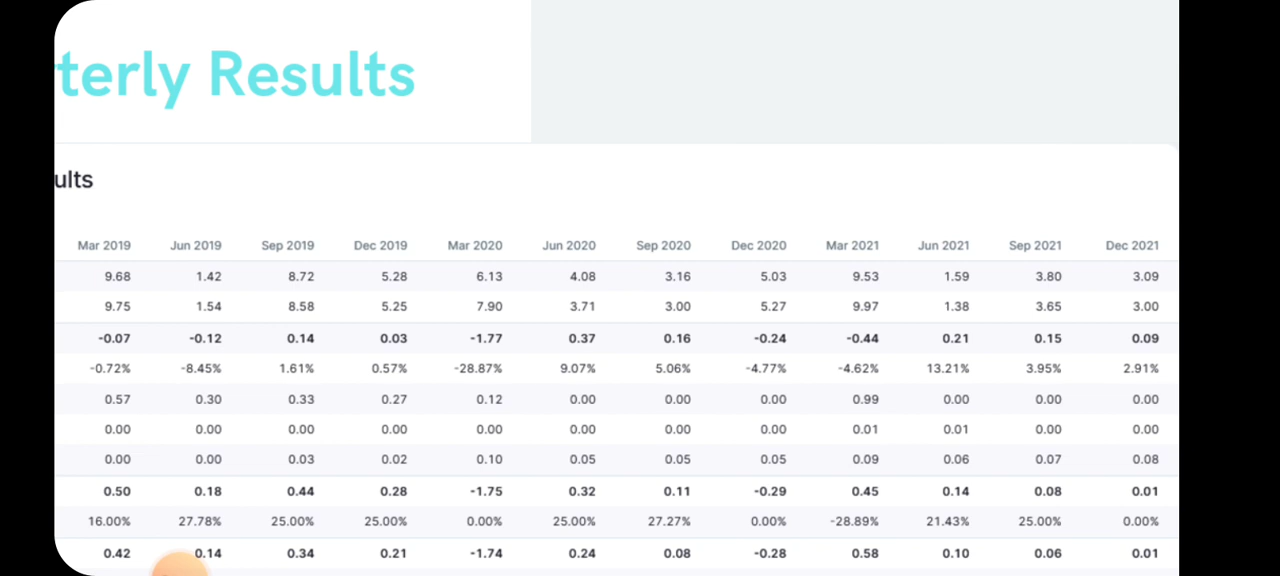 terly Results
ults
Mar 2019 Jun 2019 Sep 2019 Dec 2019 Mar 2020 Jun 2020 Sep 2020 Dec 2020 Mar 2021 Jun 2021 Sep 2021 Dec 2021
9.68 1.42 8.72 5.28 6.13 4.08 3.16 5.03 9.53 1.59 3.80 3.09
9.75 1.54 8.58 5.25 7.90 3.71 3.00 5.27 9.97 1.38 3.65 3.00
-0.07 -0.12 0.14 0.03 -1.77 0.37 0.16 -0.24 -0.44 0.21 0.15 0.09
-0.72% -8.45% 1.61% 0.57% -28.87% 9.07% 5.06% -4.77% -4.62% 13.21% 3.95% 2.91%
0.57 0.30 0.33 0.27 0.12 0.00 0.00 0.00 0.99 0.00 0.00 0.00
0.00 0.00 0.00 0.00 0.00 0.00 0.00 0.00 0.01 0.01 0.00 0.00
0.00 0.00 0.03 0.02 0.10 0.05 0.05 0.05 0.09 0.06 0.07 0.08
0.50 0.18 0.44 0.28 -1.75 0.32 0.11 -0.29 0.45 0.14 0.08 0.01
16.00% 27.78% 25.00% 25.00% 0.00% 25.00% 27.27% 0.00% -28.89% 21.43% 25.00% 0.00%
0.42 0.14 0.34 0.21 -1.74 0.24 0.08 -0.28 0.58 0.10 0.06 0.01